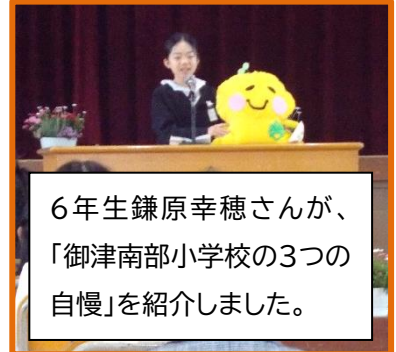 6年生鎌原幸穂さんが、
「御津南部小学校の3つの
自慢」を紹介しました。